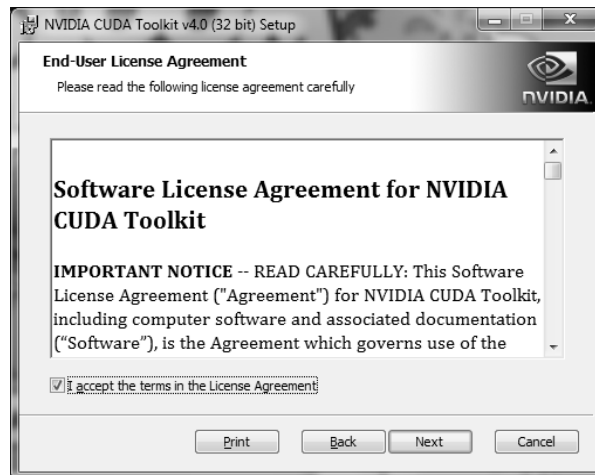 NVIDIA CUDA Toolkit v4.0 (32 bit) Setup
End-User License Agreement
Please read the following license agreement carefully
NVIDIA.
Software License Agreement for NVIDIA
CUDA Toolkit
IMPORTANT NOTICE -- READ CAREFULLY: This Software
License Agreement ("Agreement") for NVIDIA CUDA Toolkit,
including computer software and associated documentation
(“Software”), is the Agreement which governs use of the
I accept the terms in the License Agreement
Print Back Next Cancel